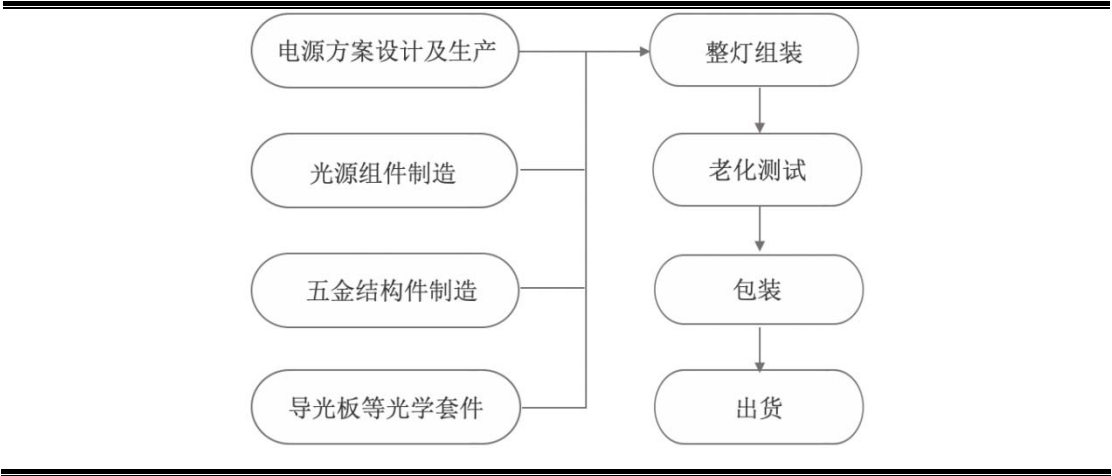 电源方案设计及生产
整灯组装
光源组件制造
老化测试
五金结构件制造
包装
导光板等光学套件
出货